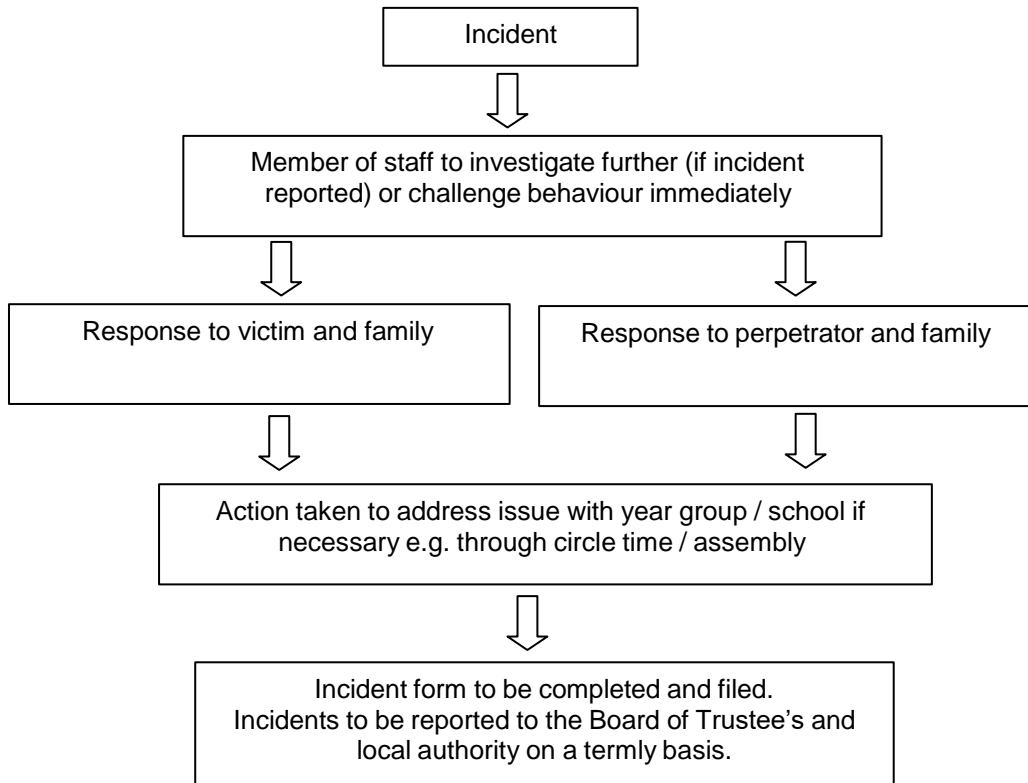 Incident
Member of staff to investigate further (if incident
reported) or challenge behaviour immediately
Response to victim and family
Response to perpetrator and family
Action taken to address issue with year group / school if
necessary e.g. through circle time / assembly
Incident form to be completed and filed.
Incidents to be reported to the Board of Trustee’s and
local authority on a termly basis.